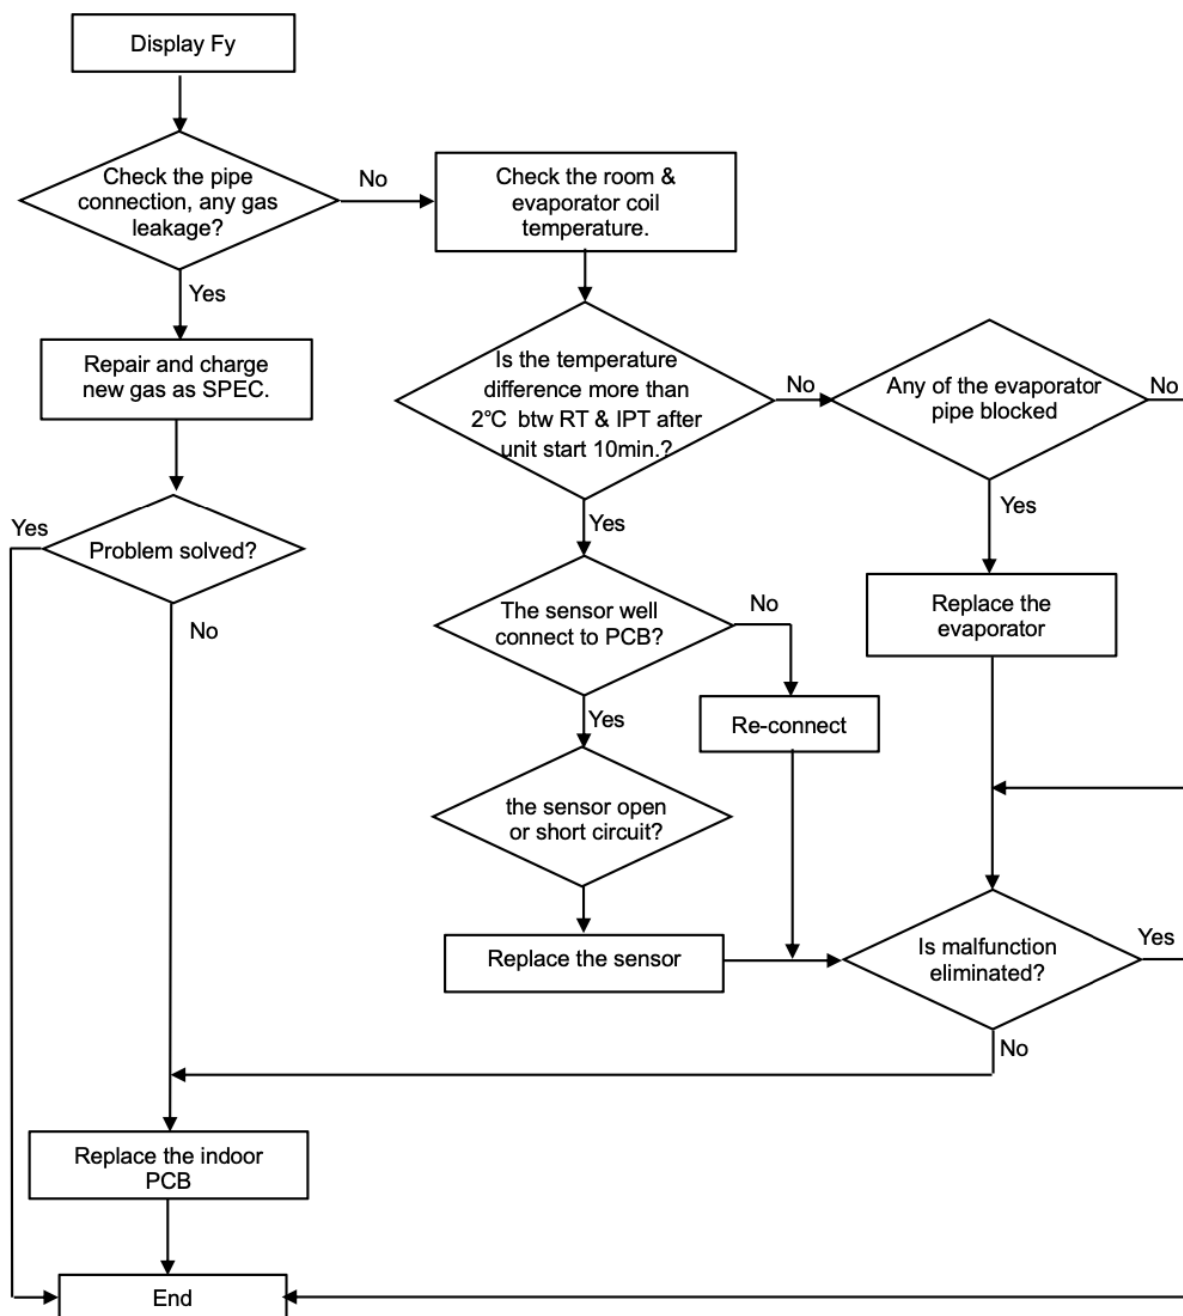 Display Fy
Check the pipe
connection, any gas
leakage?
No
Check the room &
evaporator coil
temperature.
Yes
Repair and charge
new gas as SPEC.
Is the temperature
difference more than
2℃ btw RT & IPT after
unit start 10min.?
No
Any of the evaporator
pipe blocked
No
Yes
Problem solved?
No
Yes
The sensor well
connect to PCB?
No
Yes
Replace the
evaporator
Re-connect
Yes
the sensor open
or short circuit?
Replace the sensor
Is malfunction
eliminated?
Yes
No
Replace the indoor
PCB
End